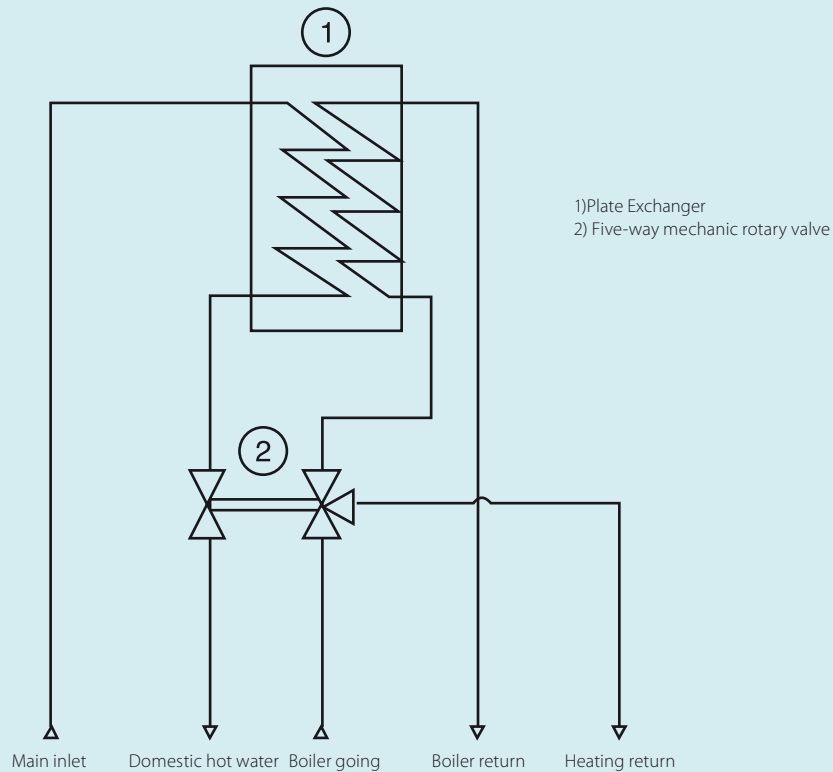 1
1)Plate Exchanger
2) Five-way mechanic rotary valve
2
Main inlet Domestic hot water Boiler going Boiler return Heating return